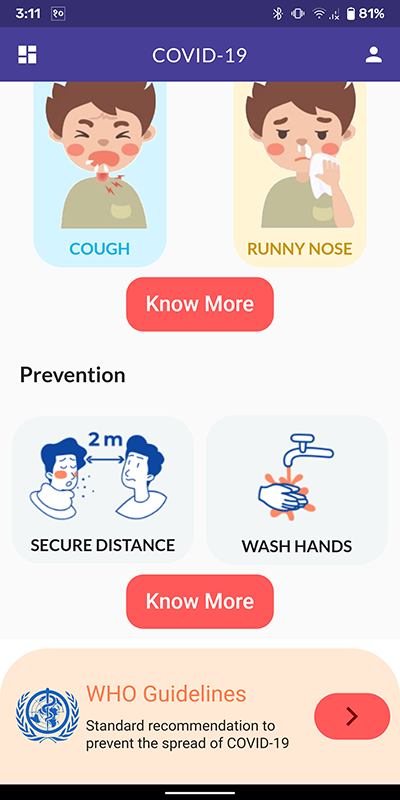 3:11 १० 81%
COVID-19
COUGH RUNNY NOSE
Know More
Prevention
2 m
SECURE DISTANCE WASH HANDS
Know More
WHO Guidelines
Standard recommendation to
prevent the spread of COVID-19